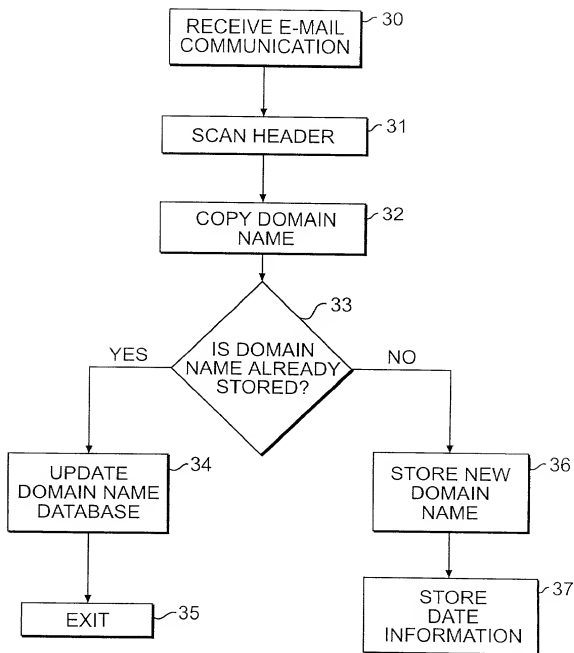 RECEIVE E-MAIL
COMMUNICATION
30
SCAN HEADER
31
COPY DOMAIN
NAME
32
33
IS DOMAIN
NAME ALREADY
STORED?
YES
NO
UPDATE
DOMAIN NAME
DATABASE
34
STORE NEW
DOMAIN
NAME
36
EXIT
35
STORE
DATE
INFORMATION
37